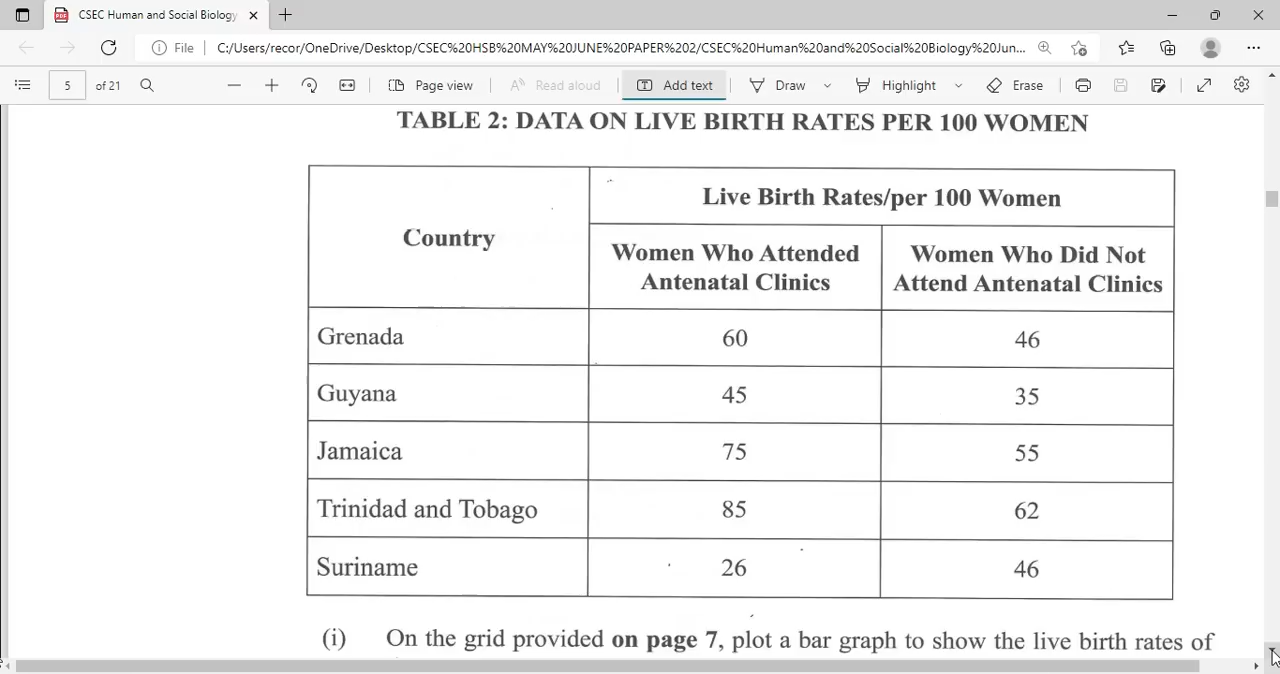 CSEC Human and Social Biology
File C:/Users/recor/OneDrive/Desktop/CSEC%20HSB%20MAY%20JUNE%20PAPER%202/CSEC%20Human%20and%20Social%20Biology%20Jun...
5 of 21 Page view Read aloud Add text Draw Highlight Erase
TABLE 2: DATA ON LIVE BIRTH RATES PER 100 WOMEN
Country
Live Birth Rates/per 100 Women
Women Who Attended
Antenatal Clinics
Women Who Did Not
Attend Antenatal Clinics
Grenada 60 46
Guyana 45 35
Jamaica 75 55
Trinidad and Tobago 85 62
Suriname 26 46
(i) On the grid provided on page 7, plot a bar graph to show the live birth rates of